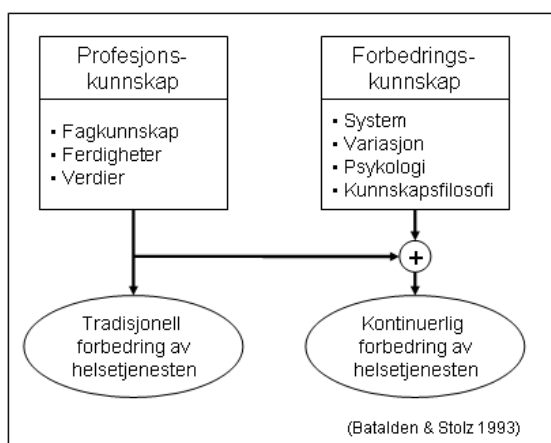 Profesjons-
kunnskap
▪ Fagkunnskap
▪ Ferdigheter
▪ Verdier
Forbedrings-
kunnskap
▪ System
▪ Variasjon
▪ Psykologi
▪ Kunnskapsfilosofi
+
Tradisjonell
forbedring av
helsetjenesten
Kontinuerlig
forbedring av
helsetjenesten
(Batalden & Stolz 1993)